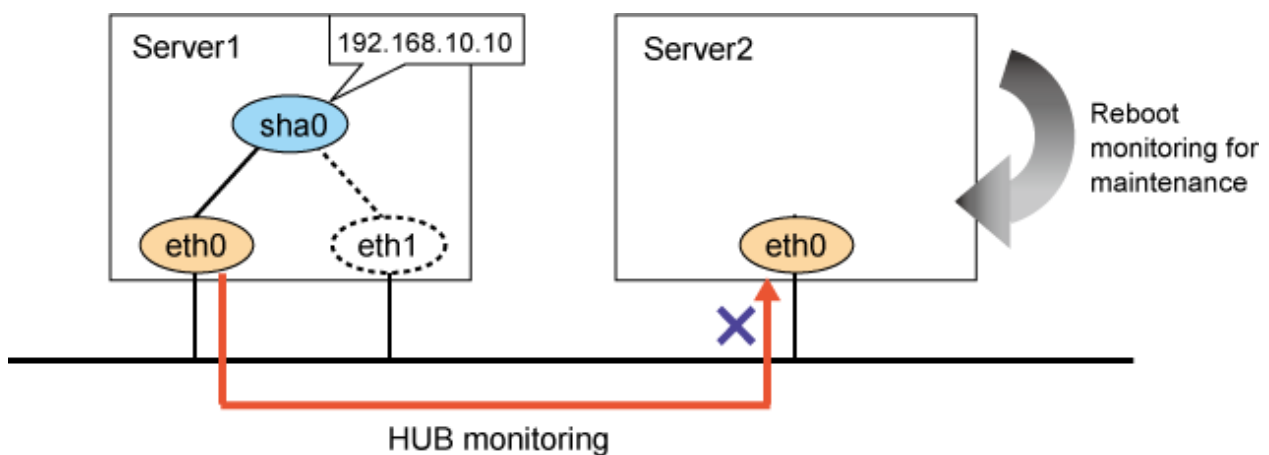 Server1
192.168.10.10
sha0
eth0
eth1
Server2
eth0
Reboot
monitoring for
maintenance
HUB monitoring